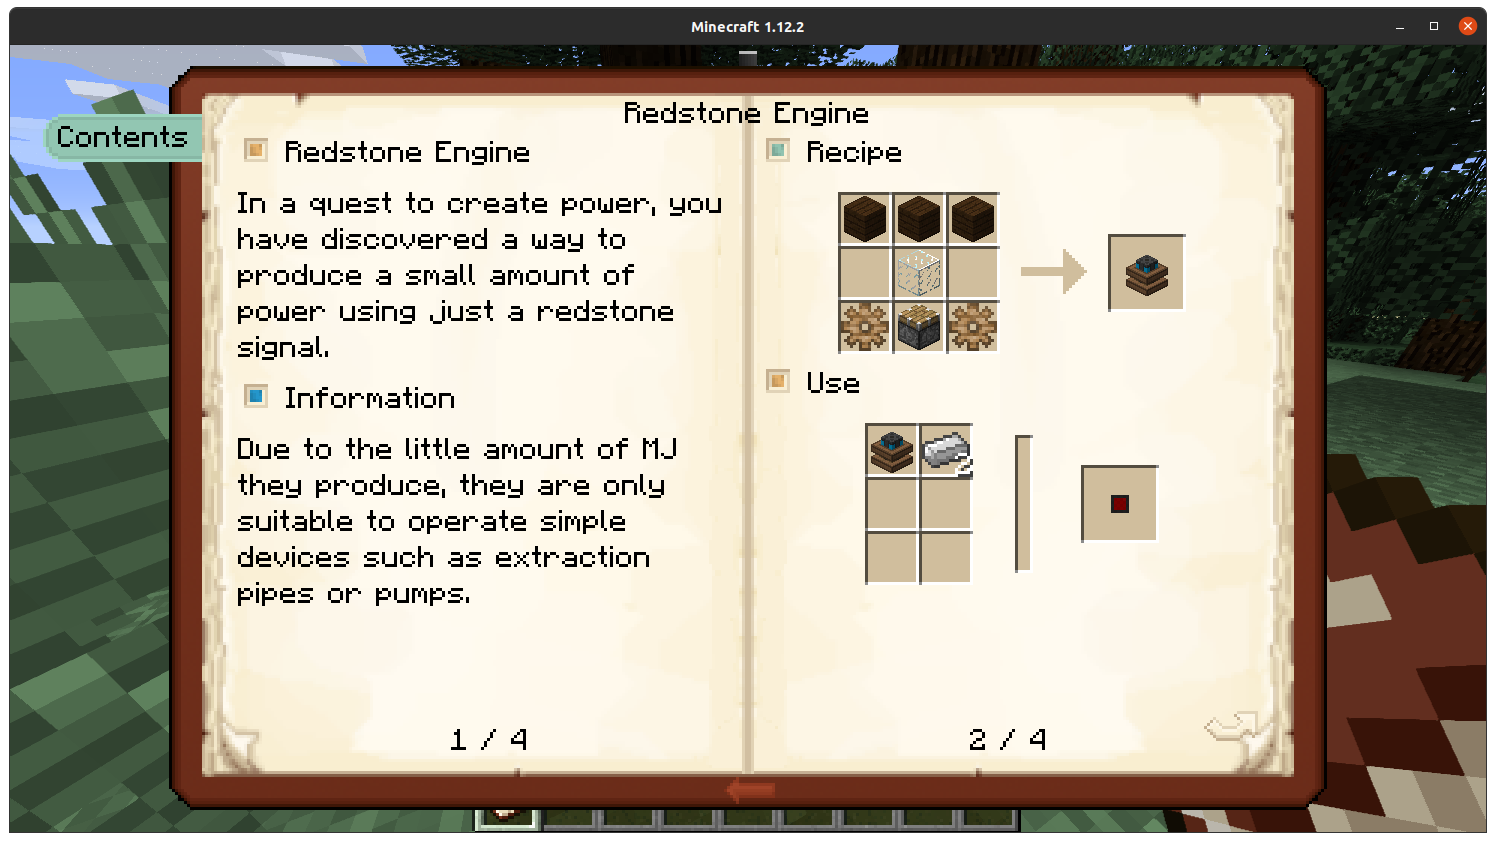 Minecraft 1.12.2
Contents
Redstone Engine
Redstone Engine
In a quest to create power, you
have discovered a way to
produce a small amount of
power using just a redstone
signal.
Information
Due to the little amount of MJ
they produce, they are only
suitable to operate simple
devices such as extraction
pipes or pumps.
1 / 4
Recipe
Use
2
2 / 4